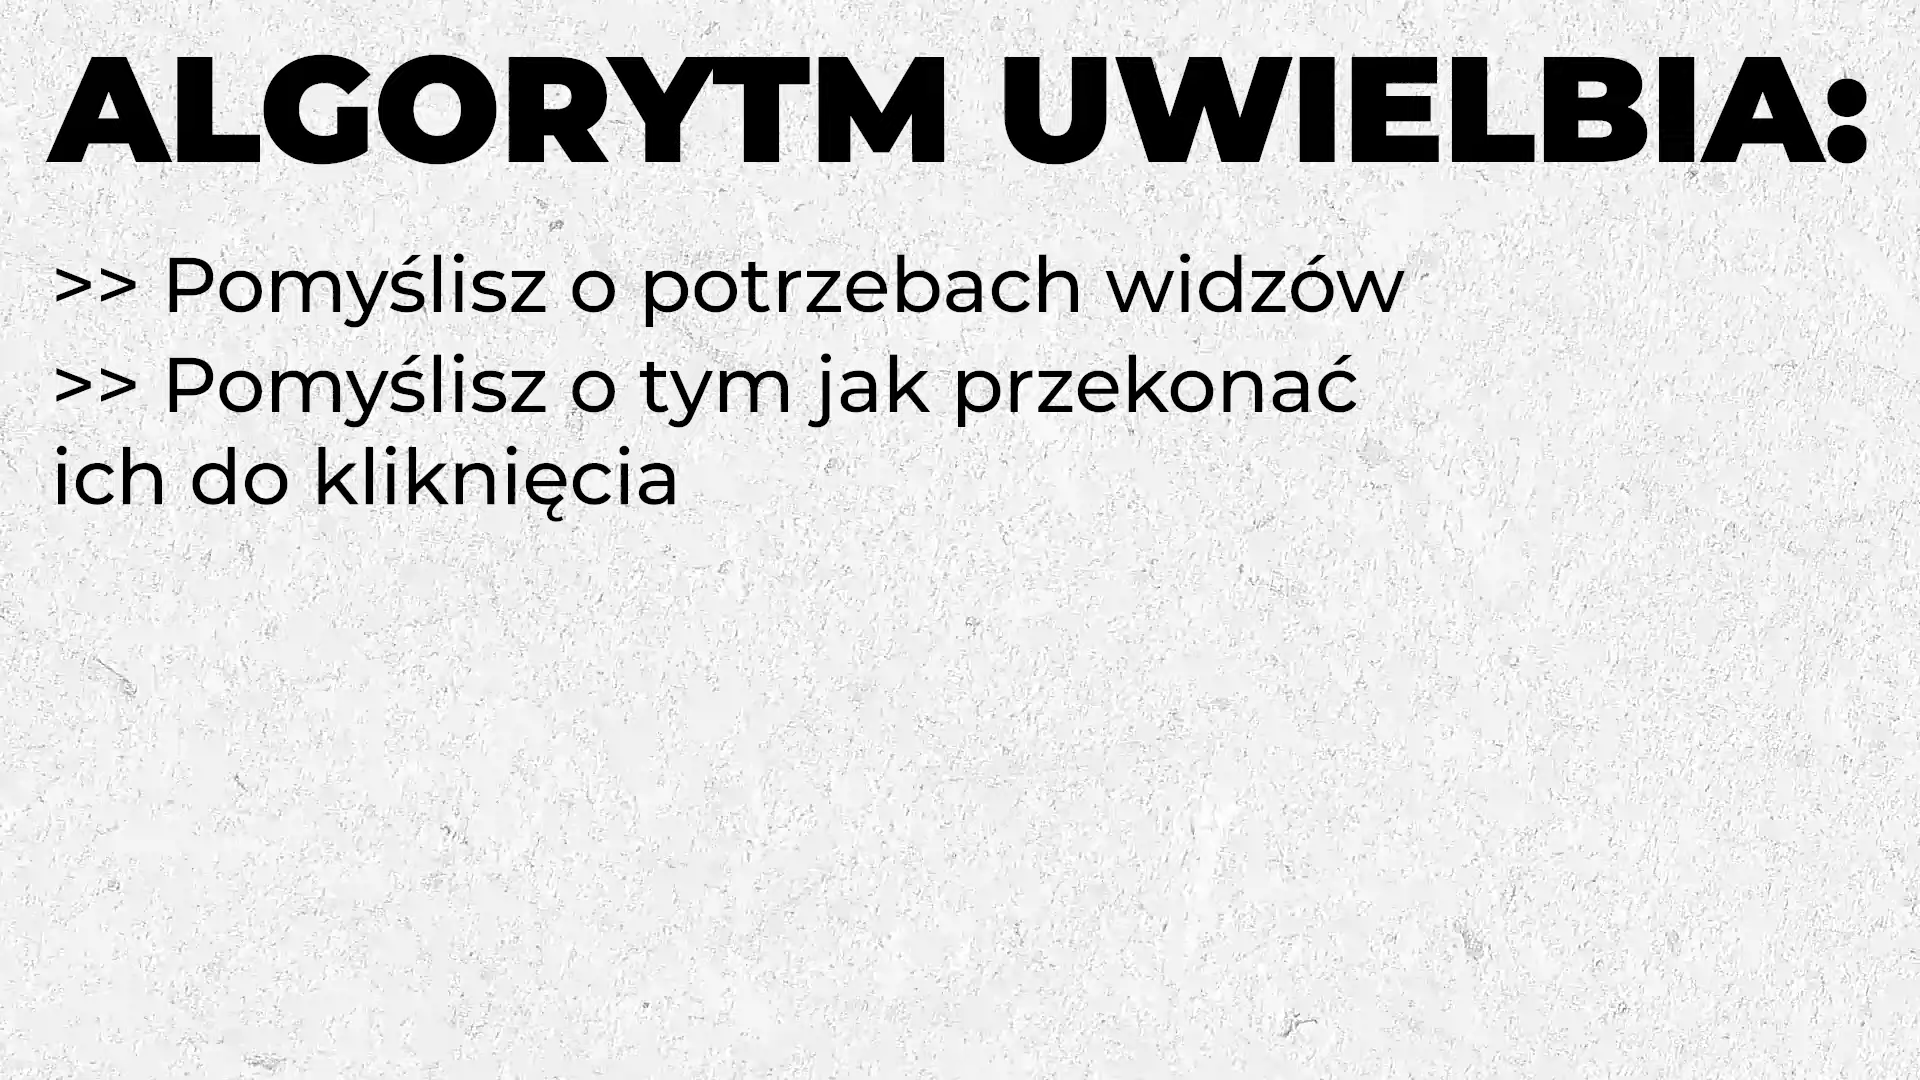 ALGORYTM UWIELBIA:
>> Pomyślisz o potrzebach widzów
>> Pomyślisz o tym jak przekonać
ich do kliknięcia